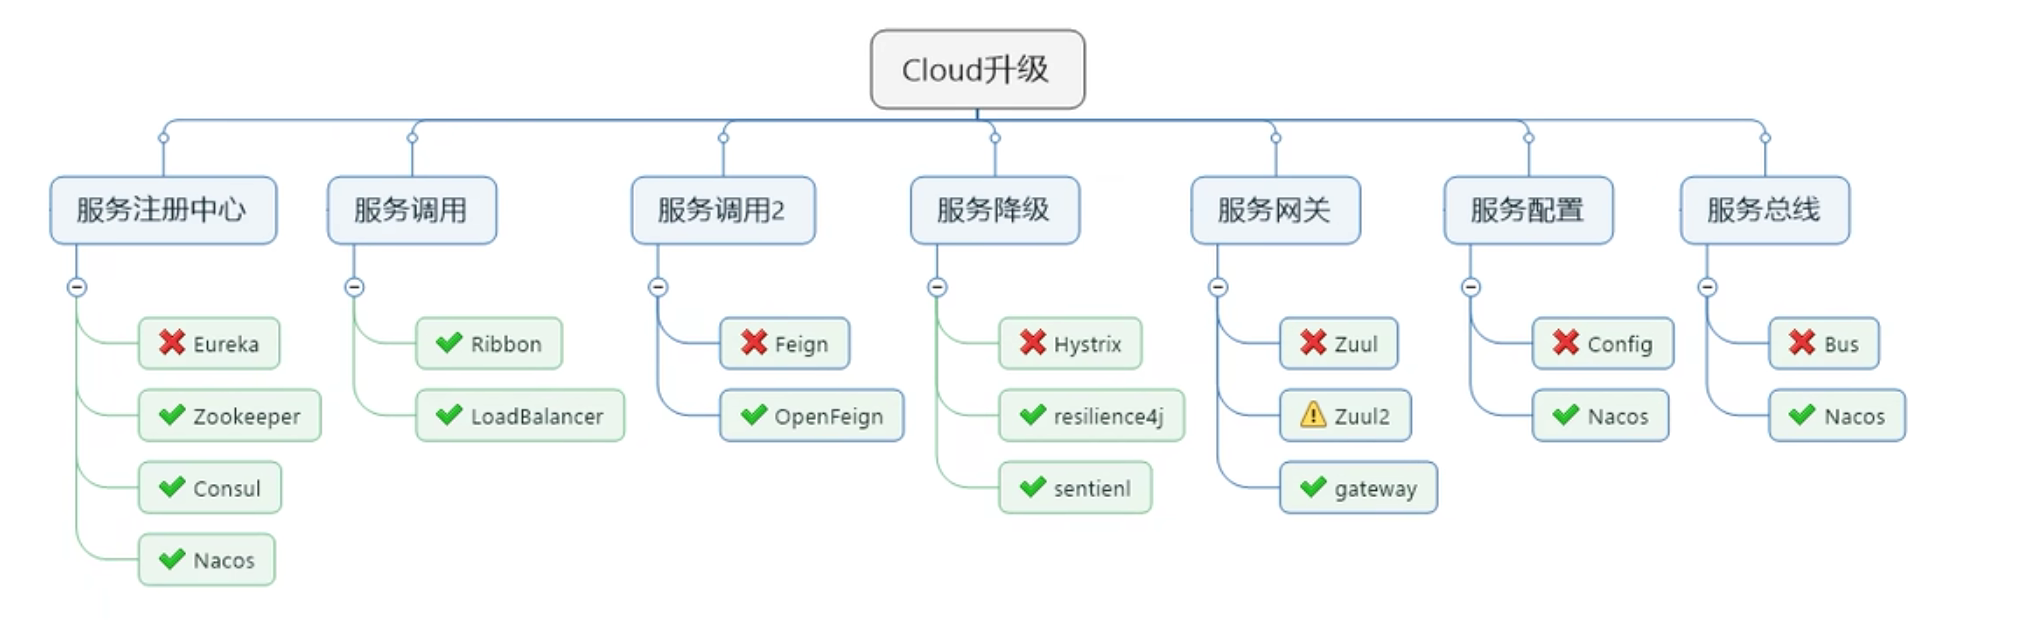 Cloud升级
服务注册中心
Eureka
Zookeeper
Consul
Nacos
服务调用
Ribbon
LoadBalancer
服务调用2
Feign
OpenFeign
服务降级
Hystrix
resilience4j
sentienl
服务网关
Zuul
Zuul2
gateway
服务配置
Config
Nacos
服务总线
Bus
Nacos